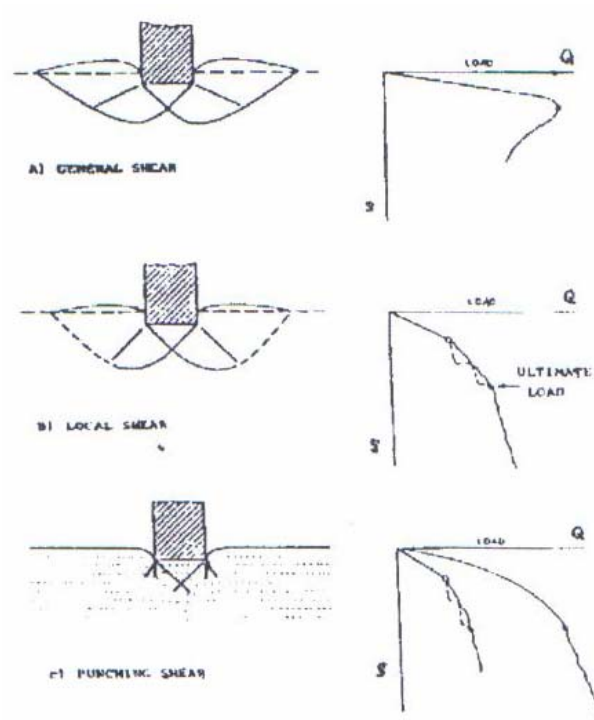 LOAD Q
S
A) GENERAL SHEAR
LOAD Q
ULTIMATE
LOAD
S
B) LOCAL SHEAR
LOAD Q
S
c) PUNCHING SHEAR